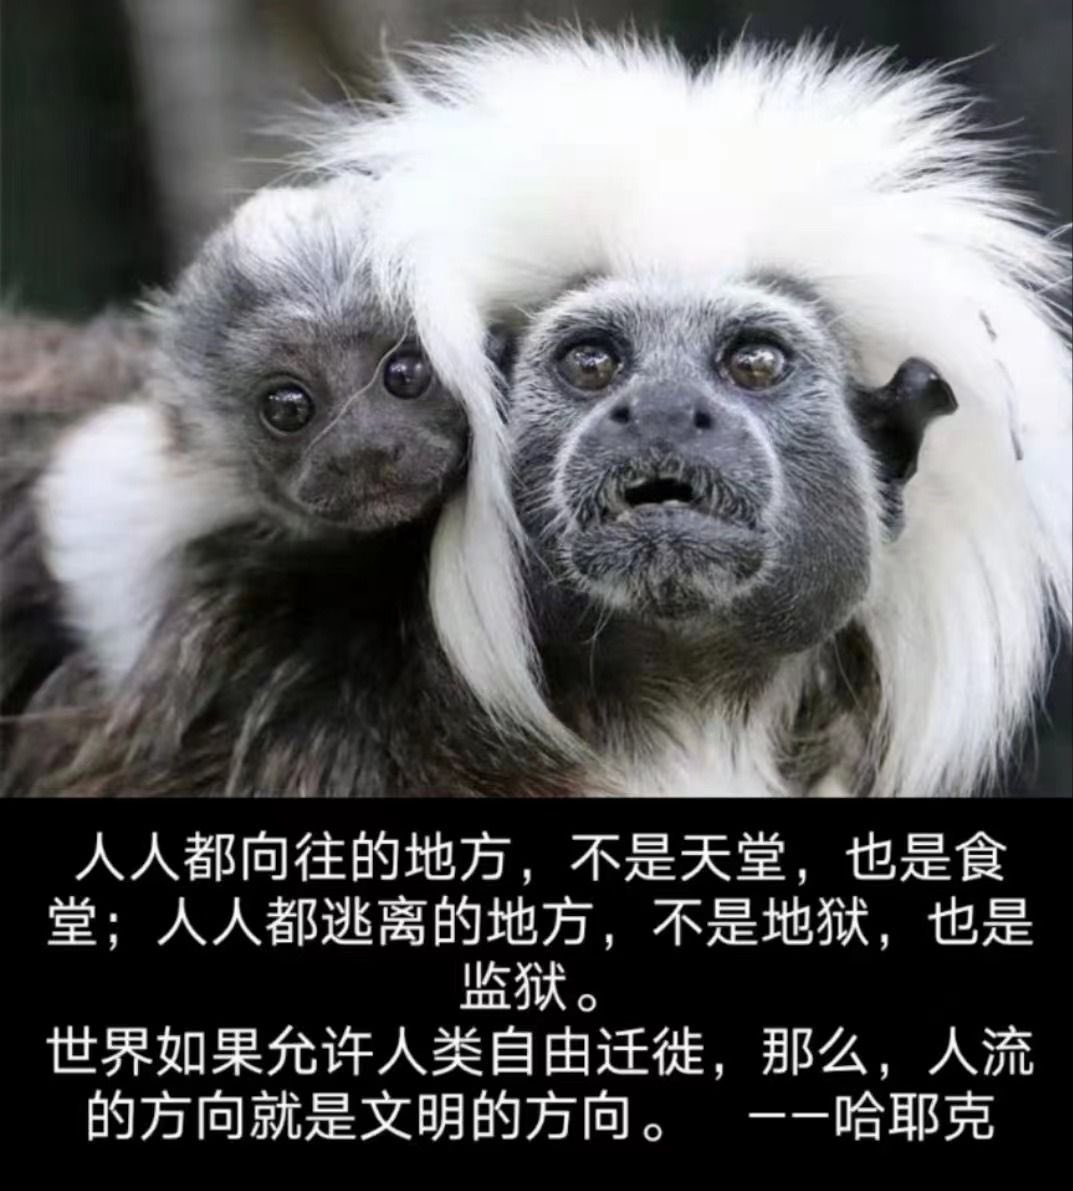 人人都向往的地方，不是天堂，也是食
堂；人人都逃离的地方，不是地狱，也是
监狱。
世界如果允许人类自由迁徙，那么，人流
的方向就是文明的方向。 ——哈耶克